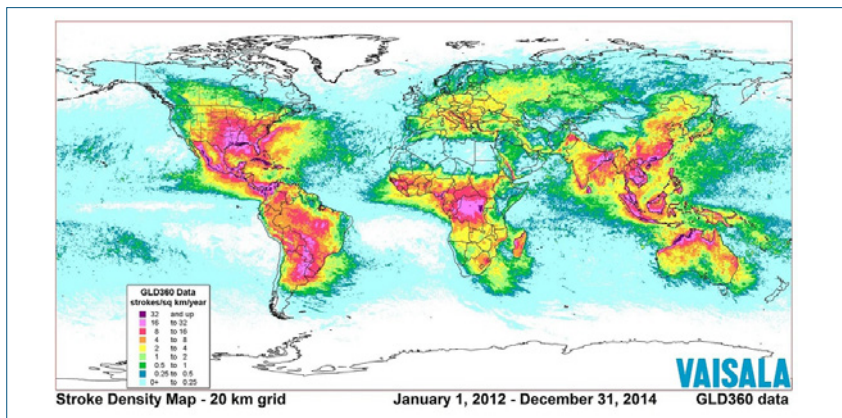 GLD360 Data
strokes/sq km/year
32 and up
16 to 32
8 to 16
4 to 8
2 to 4
1 to 2
0.5 to 1
0.25 to 0.5
0+ to 0.25
VAISALA
Stroke Density Map - 20 km grid January 1, 2012 - December 31, 2014 GLD360 data